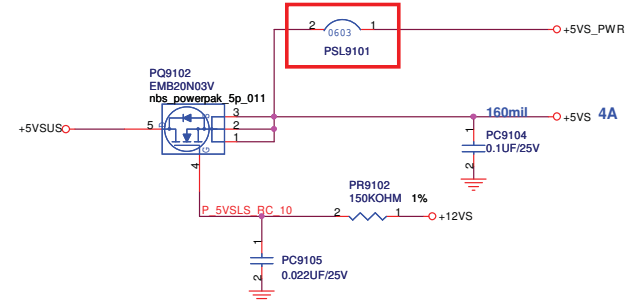 2 0603 1
+5VS_PWR
PSL9101
PQ9102
EMB20N03V
nbs_powerpak_5p_011
+5VSUS
5
D
S
G
3
2
1
4
160mil
+5VS 4A
1
PC9104
0.1UF/25V
2
PR9102
150KOHM 1%
P_5VSLS_RC_10
2
1
+12VS
1
PC9105
0.022UF/25V
2